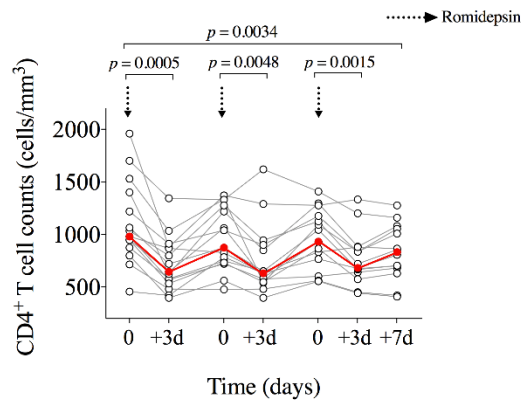 Romidepsin
p = 0.0034
p = 0.0005 p = 0.0048 p = 0.0015
CD4+ T cell counts (cells/mm3)
2000
1500
1000
500
0 +3d 0 +3d 0 +3d +7d
Time (days)